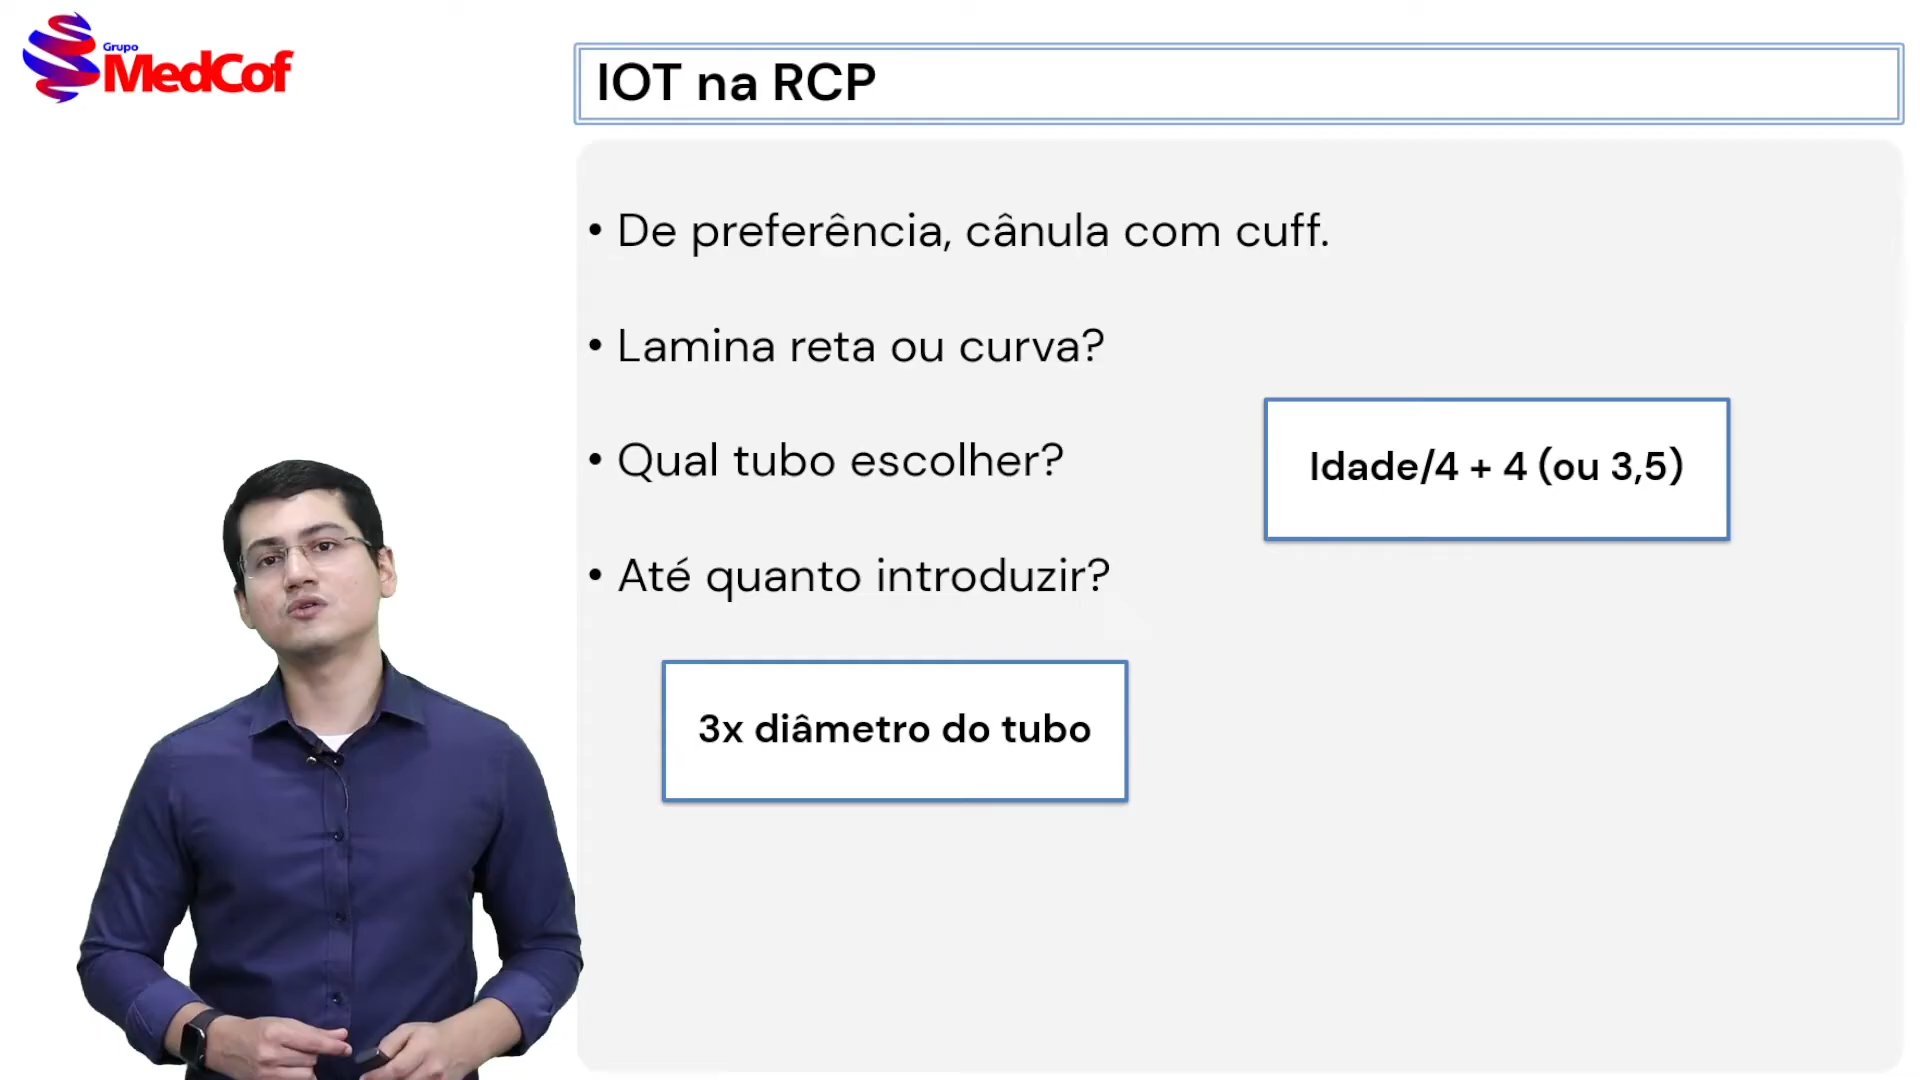 Grupo
MedCof
IOT na RCP
• De preferência, cânula com cuff.
• Lamina reta ou curva?
• Qual tubo escolher?
Idade/4 + 4 (ou 3,5)
• Até quanto introduzir?
3x diâmetro do tubo